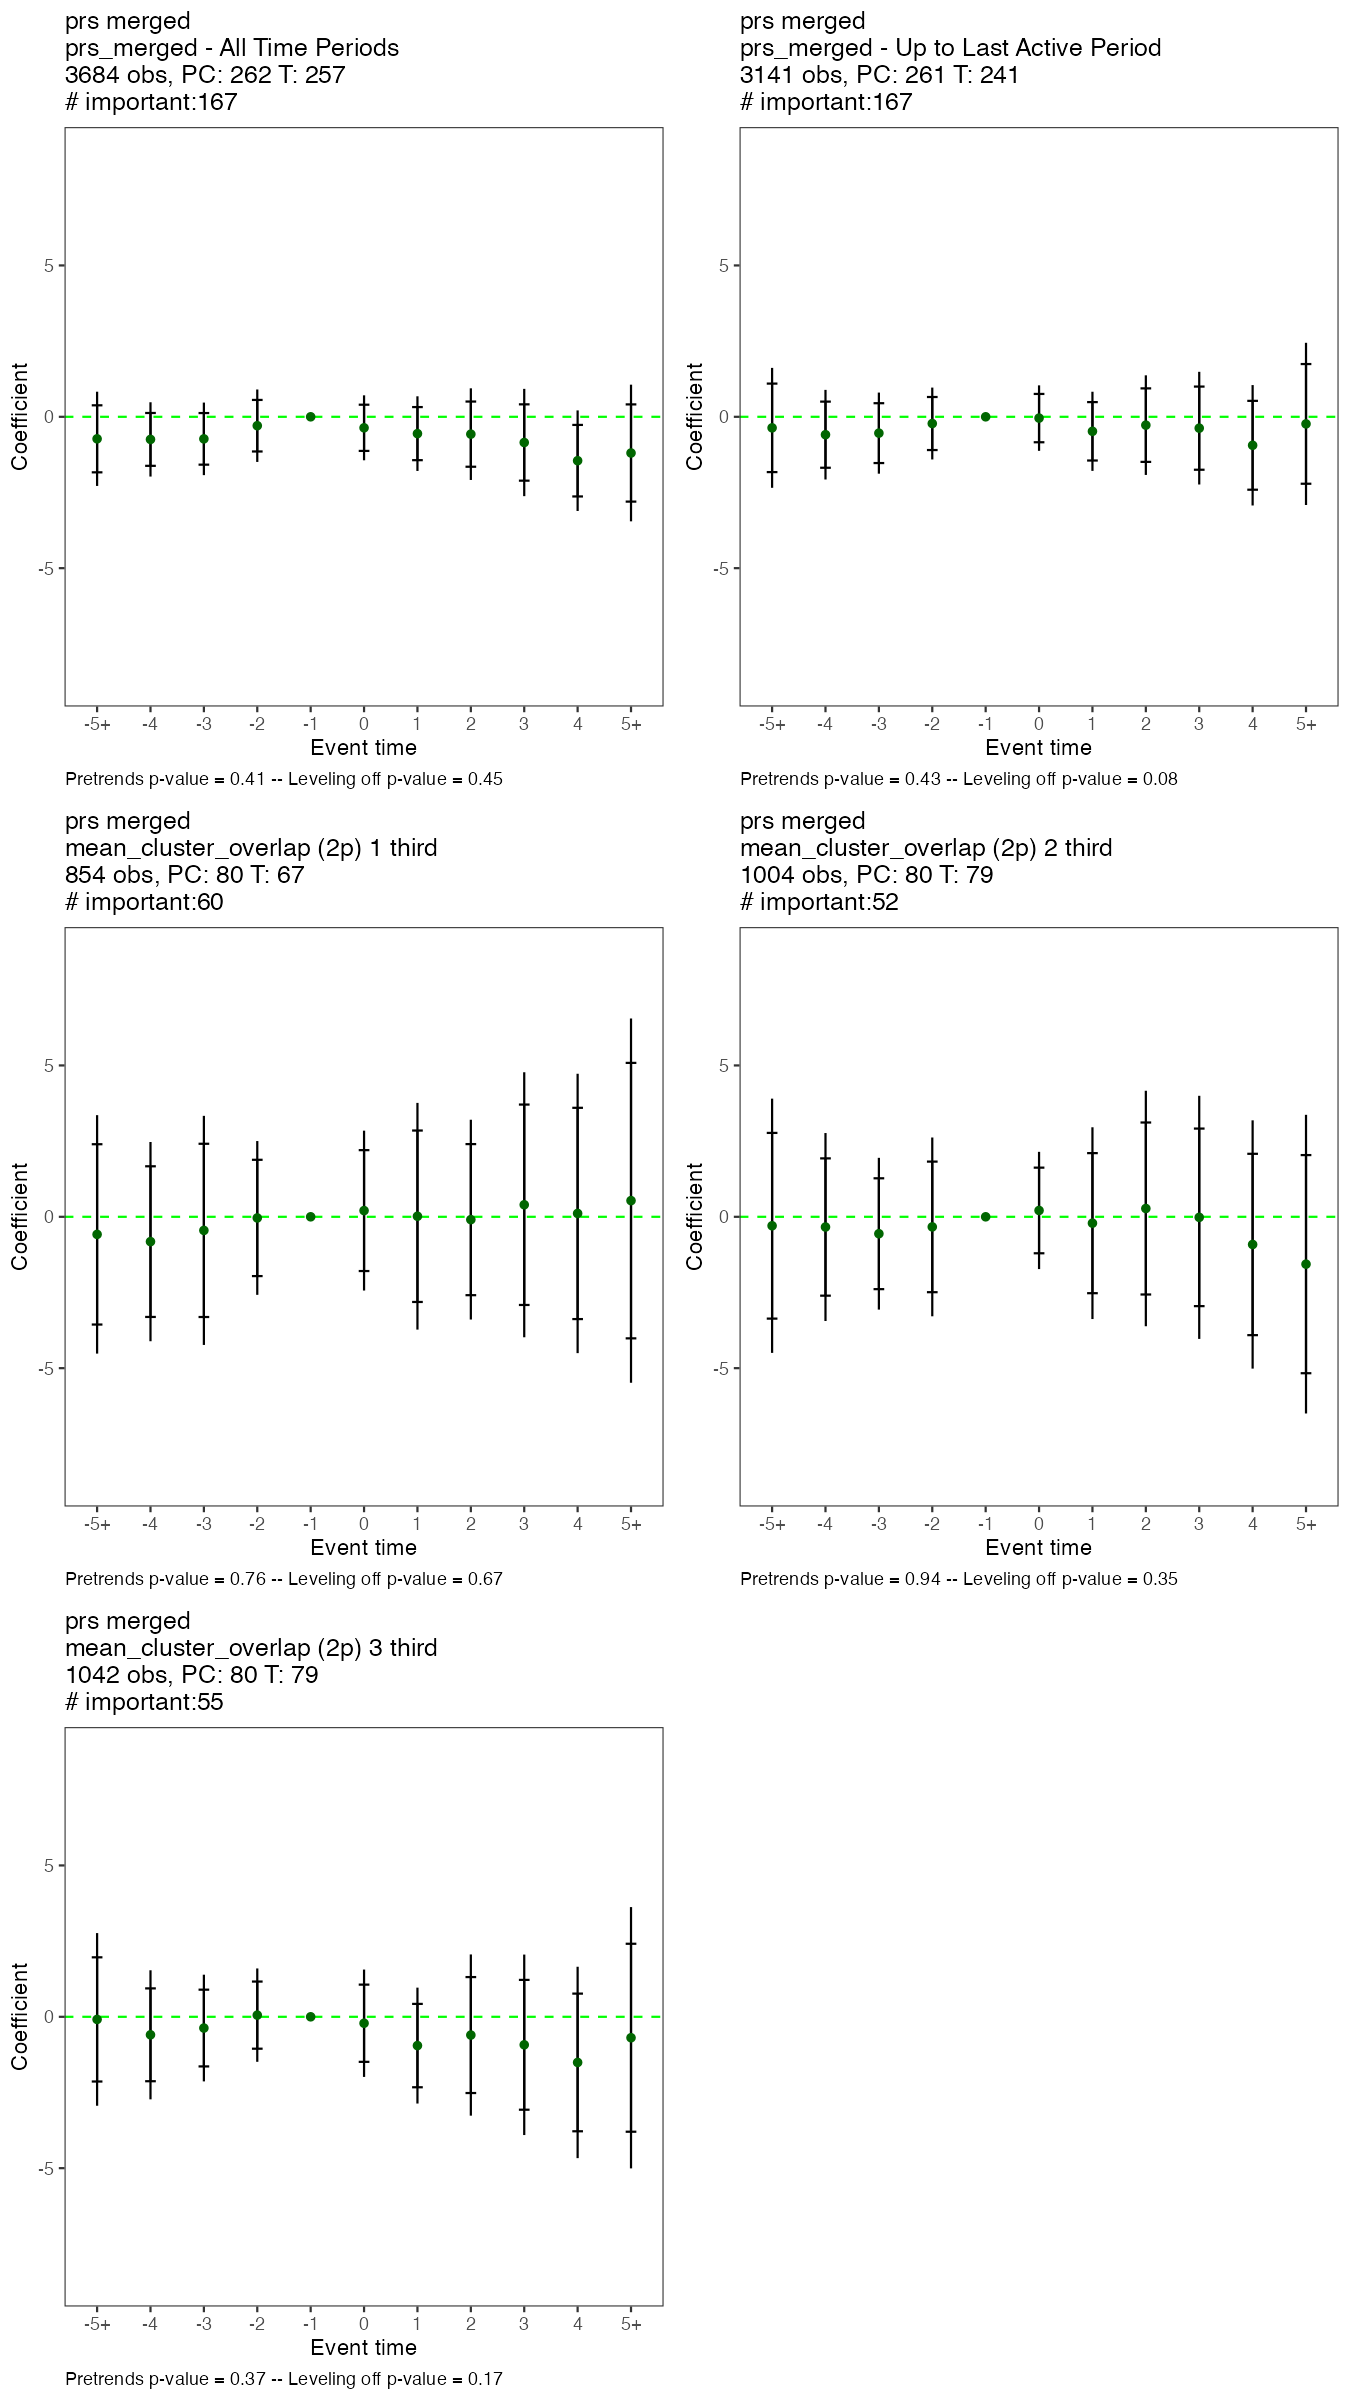 prs merged
prs_merged - All Time Periods
3684 obs, PC: 262 T: 257
# important:167
5
0
-5
Coefficient
-5+ -4 -3 -2 -1 0 1 2 3 4 5+
Event time
Pretrends p-value = 0.41 -- Leveling off p-value = 0.45
prs merged
prs_merged - Up to Last Active Period
3141 obs, PC: 261 T: 241
# important:167
5
0
-5
Coefficient
-5+ -4 -3 -2 -1 0 1 2 3 4 5+
Event time
Pretrends p-value = 0.43 -- Leveling off p-value = 0.08
prs merged
mean_cluster_overlap (2p) 1 third
854 obs, PC: 80 T: 67
# important:60
5
0
-5
Coefficient
-5+ -4 -3 -2 -1 0 1 2 3 4 5+
Event time
Pretrends p-value = 0.76 -- Leveling off p-value = 0.67
prs merged
mean_cluster_overlap (2p) 2 third
1004 obs, PC: 80 T: 79
# important:52
5
0
-5
Coefficient
-5+ -4 -3 -2 -1 0 1 2 3 4 5+
Event time
Pretrends p-value = 0.94 -- Leveling off p-value = 0.35
prs merged
mean_cluster_overlap (2p) 3 third
1042 obs, PC: 80 T: 79
# important:55
5
0
-5
Coefficient
-5+ -4 -3 -2 -1 0 1 2 3 4 5+
Event time
Pretrends p-value = 0.37 -- Leveling off p-value = 0.17